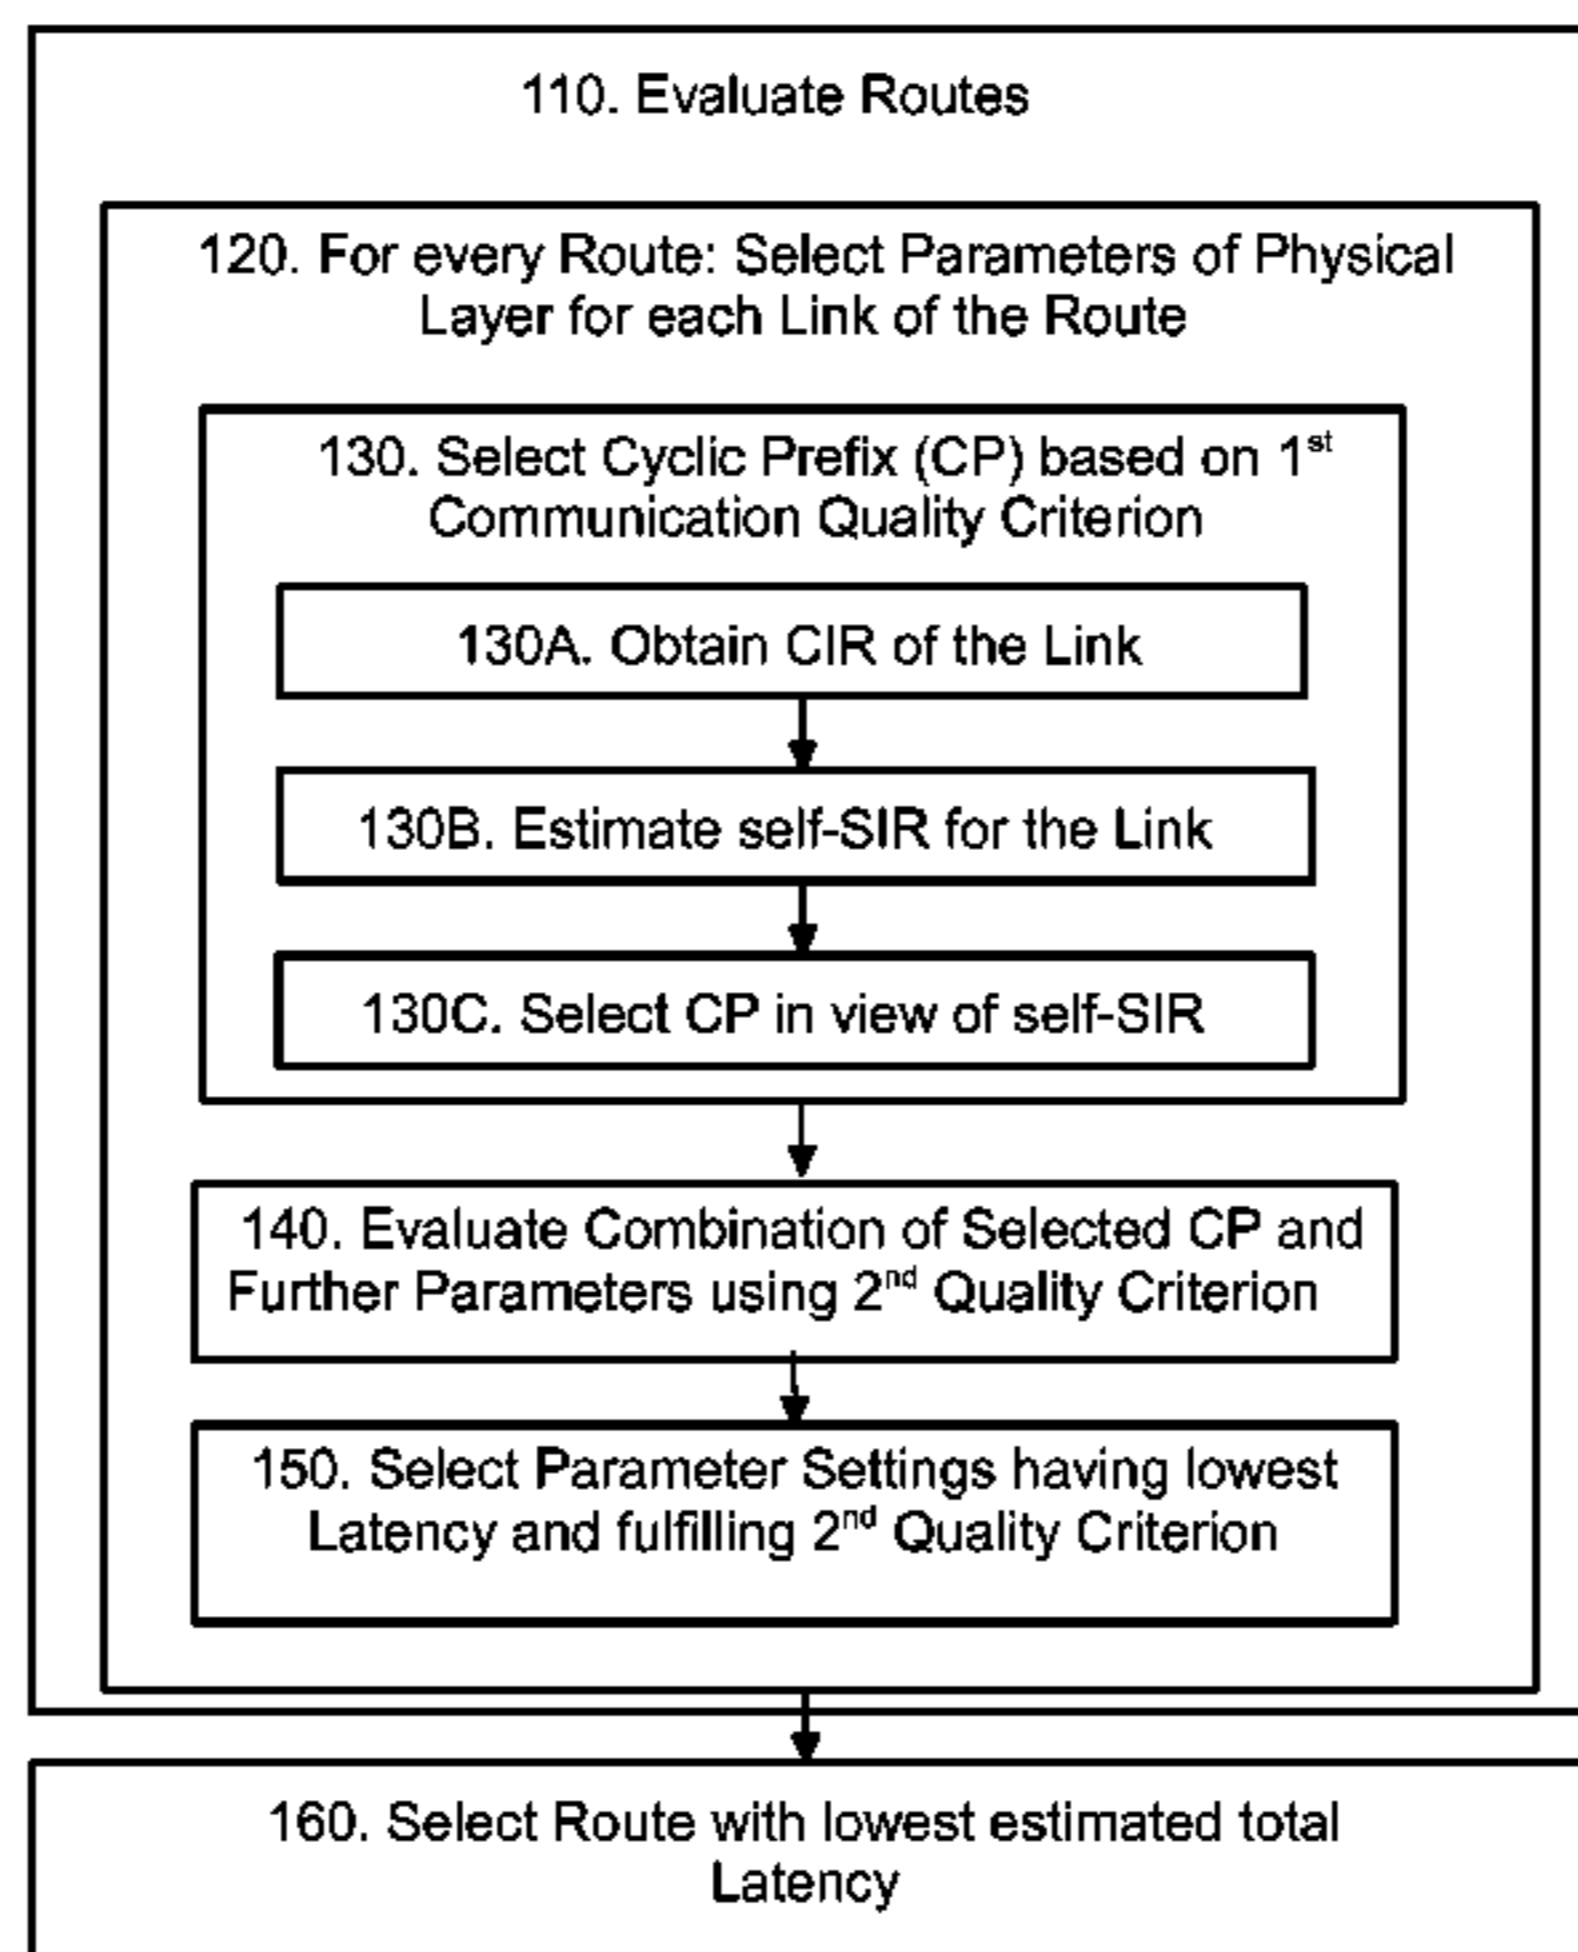 110. Evaluate Routes
120. For every Route: Select Parameters of Physical
Layer for each Link of the Route
130. Select Cyclic Prefix (CP) based on 1st
Communication Quality Criterion
130A. Obtain CIR of the Link
130B. Estimate self-SIR for the Link
130C. Select CP in view of self-SIR
140. Evaluate Combination of Selected CP and
Further Parameters using 2nd Quality Criterion
150. Select Parameter Settings having lowest
Latency and fulfilling 2nd Quality Criterion
160. Select Route with lowest estimated total
Latency